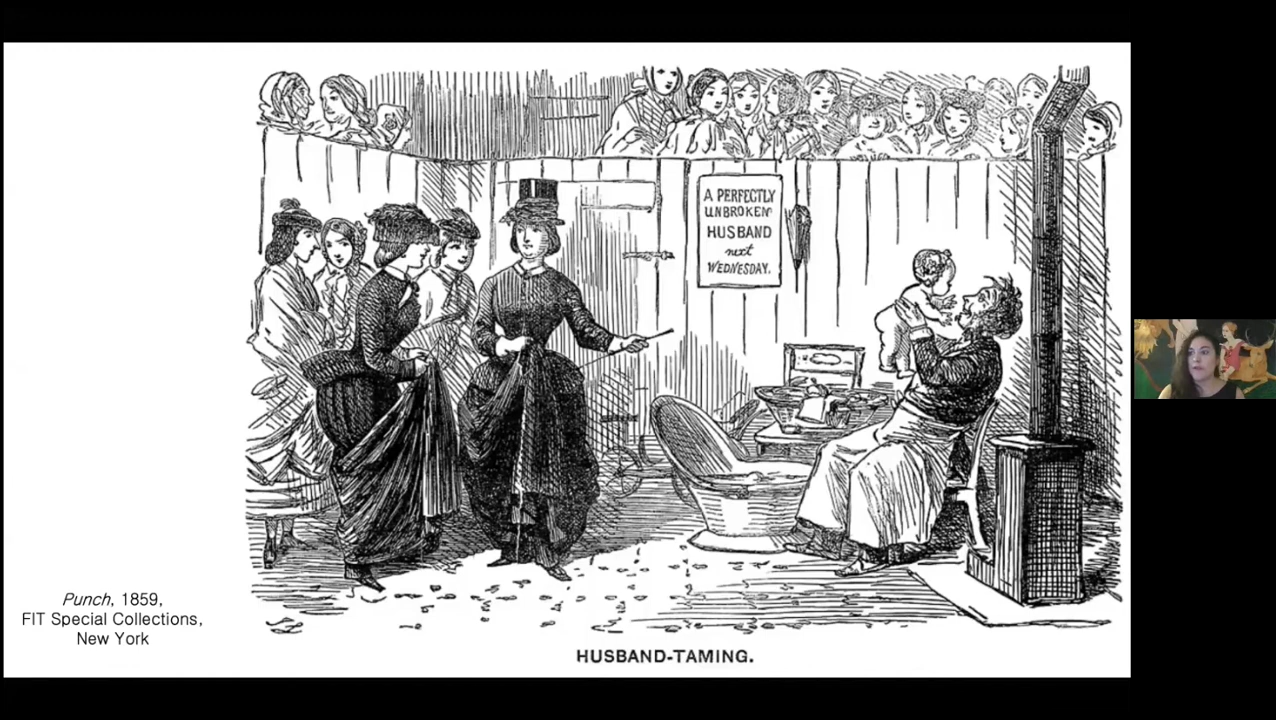 A PERFECTLY
UNBROKEN
HUSBAND
next
WEDNESDAY.
Punch, 1859,
FIT Special Collections,
New York
HUSBAND-TAMING.